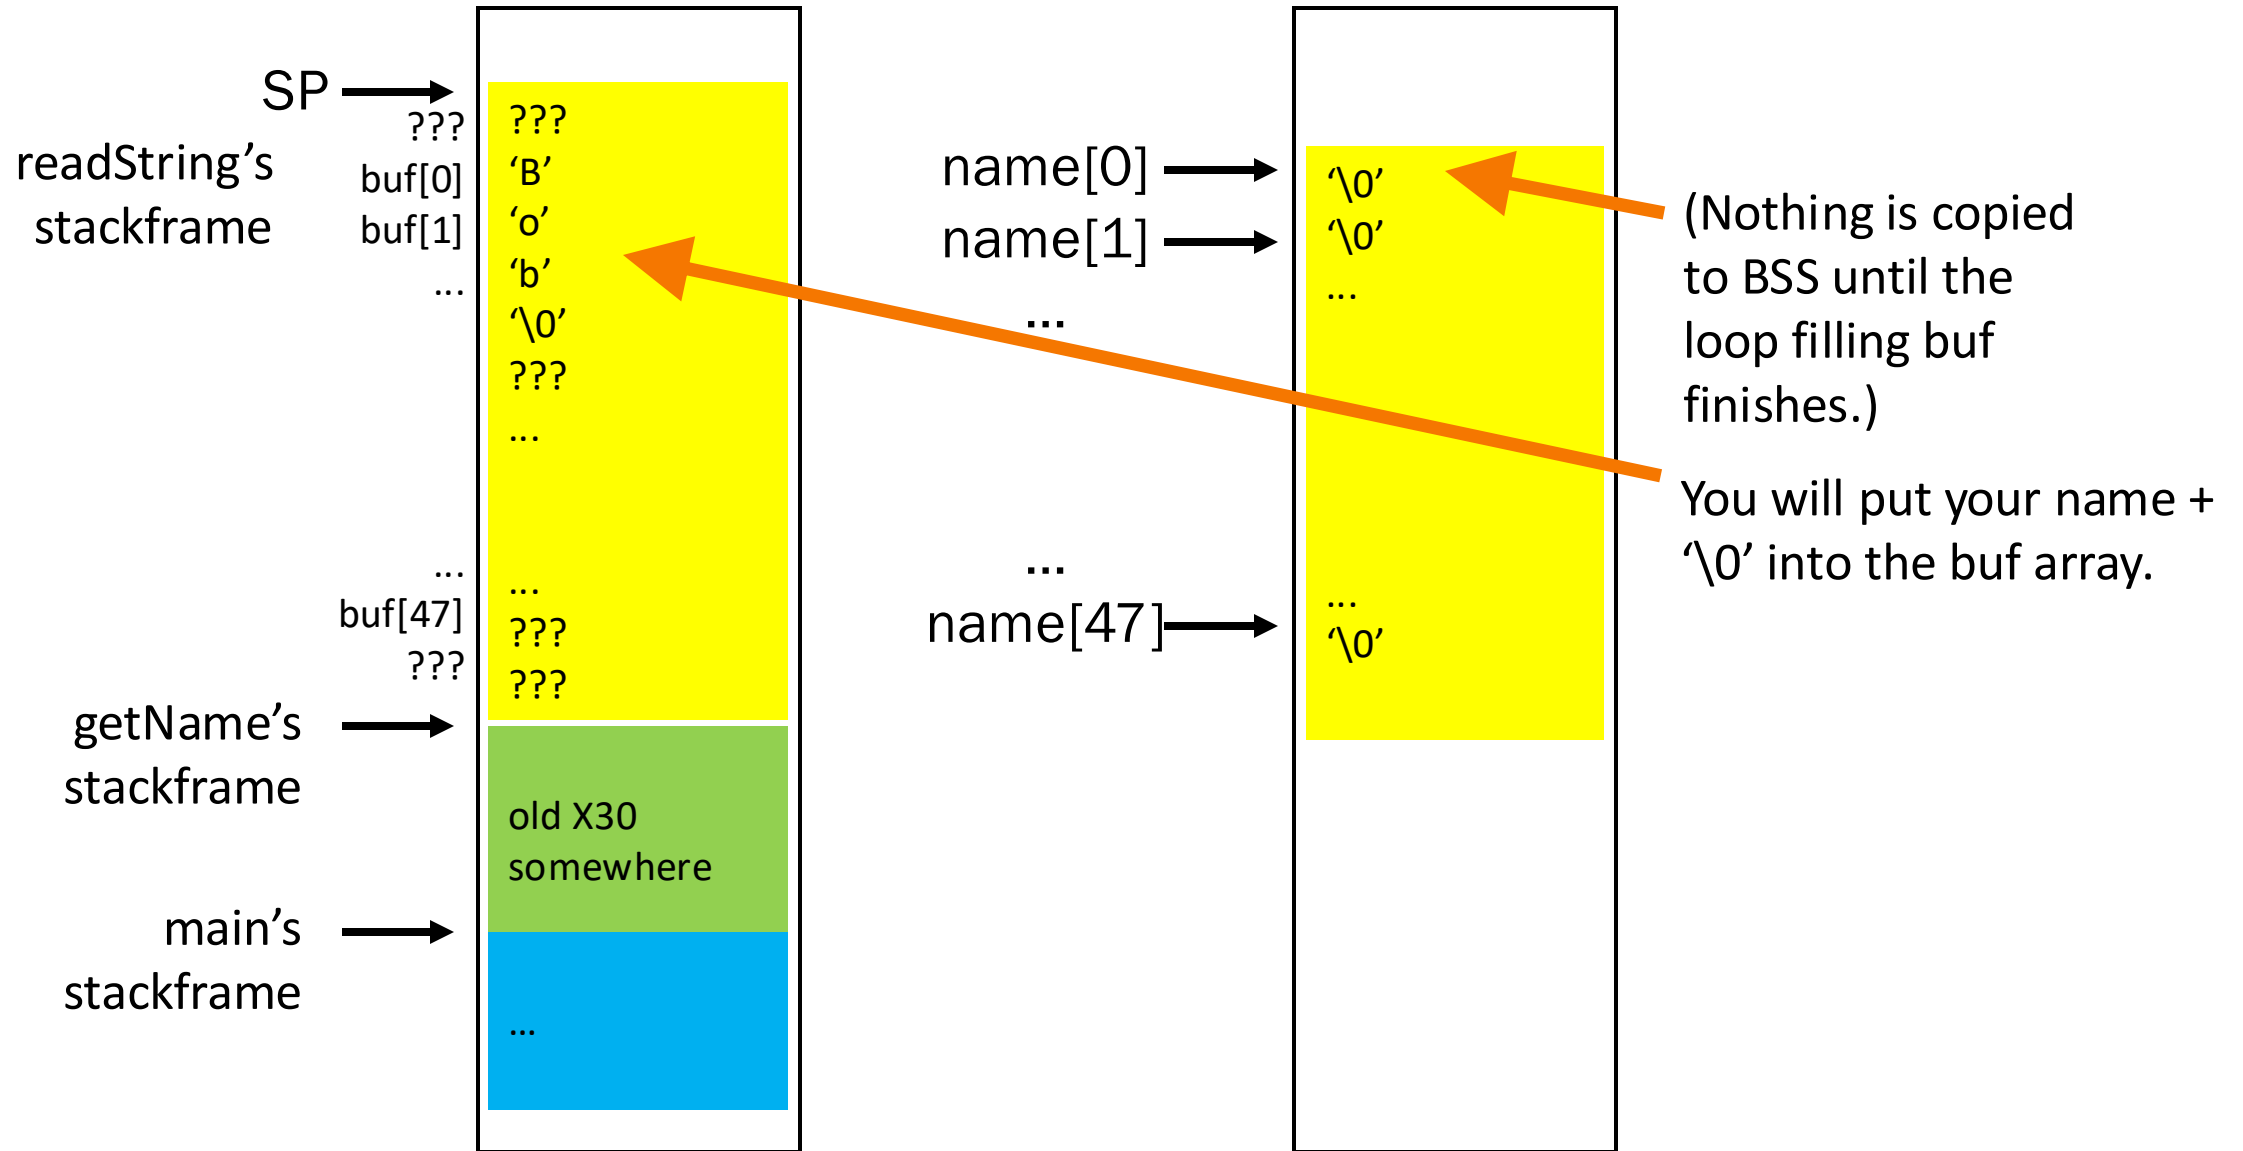 SP
???
readString’s
stackframe
buf[0]
buf[1]
...
...
buf[47]
???
getName’s
stackframe
main’s
stackframe
???
‘B’
‘o’
‘b’
‘\0’
???
...
...
???
???
old X30
somewhere
...
name[0]
name[1]
...
...
name[47]
‘\0’
‘\0’
...
...
‘\0’
(Nothing is copied
to BSS until the
loop filling buf
finishes.)
You will put your name +
‘\0’ into the buf array.